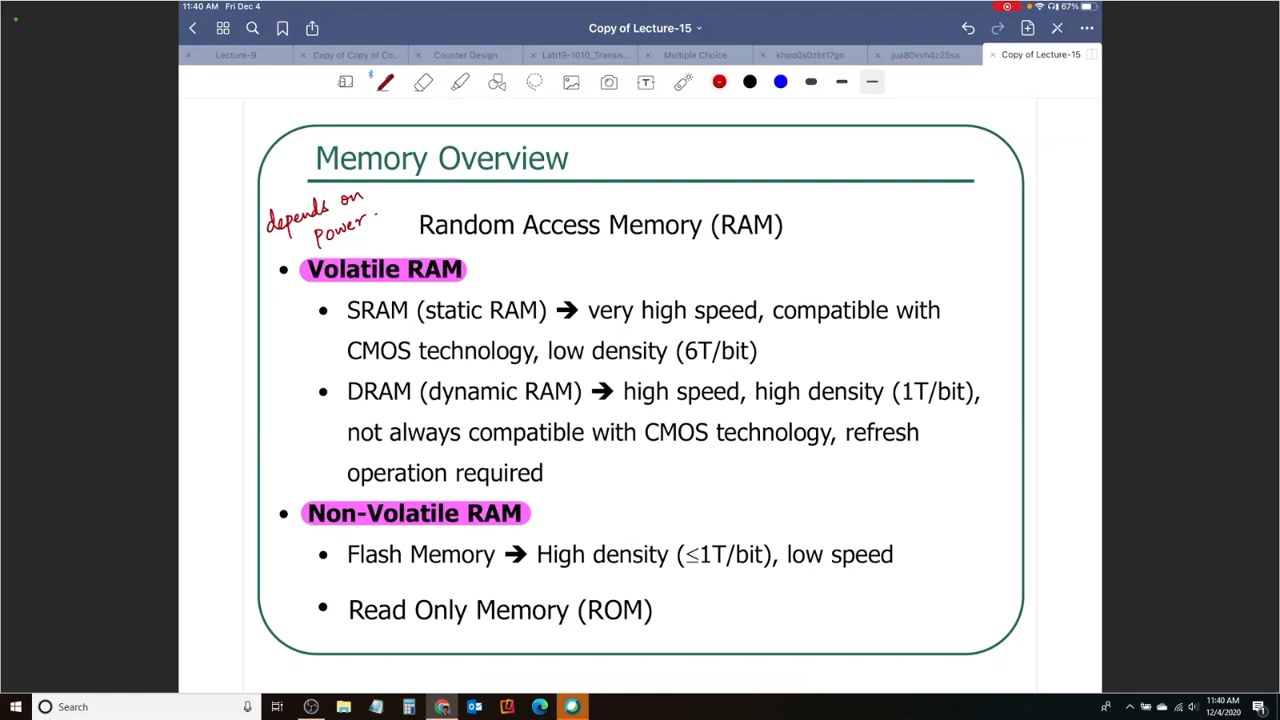 11:40 AM Fri Dec 4
67%
Copy of Lecture-15
Lecture-9
Copy of Copy of Co...
Counter Design
Lab19-1010_Transis...
Multiple Choice
khpo0s0zbt17go
jua80vvh4z25sa
Copy of Lecture-15
Memory Overview
depends on
power.
Random Access Memory (RAM)
• Volatile RAM
• SRAM (static RAM) ➔ very high speed, compatible with
CMOS technology, low density (6T/bit)
• DRAM (dynamic RAM) ➔ high speed, high density (1T/bit),
not always compatible with CMOS technology, refresh
operation required
• Non-Volatile RAM
• Flash Memory ➔ High density (≤1T/bit), low speed
• Read Only Memory (ROM)
Search
11:40 AM
12/4/2020